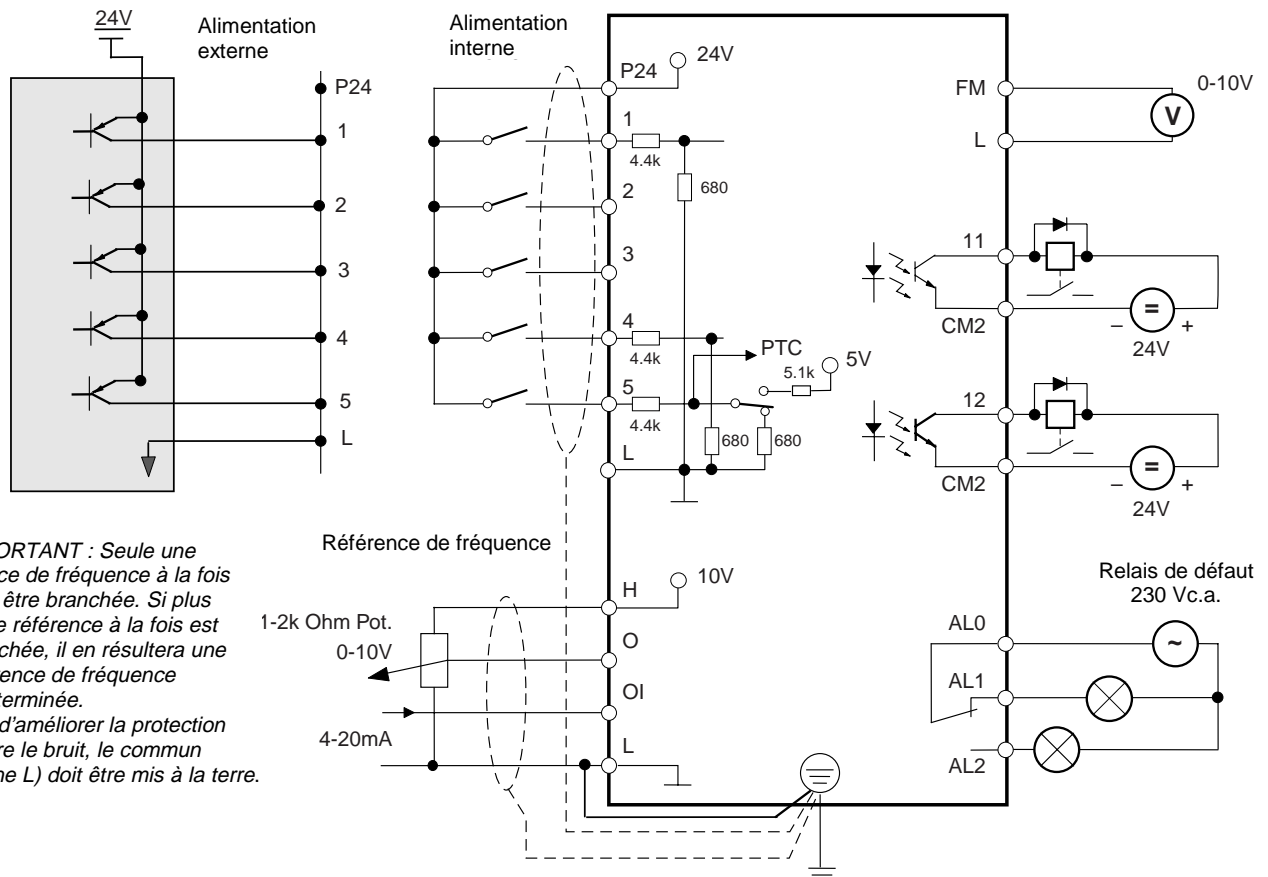 24V
Alimentation
externe
P24
1
2
3
4
5
L
Alimentation
interne
P24
24V
1
4.4k
680
2
3
4
4.4k
PTC
5V
5.1k
5
4.4k
680
680
L
FM
0-10V
V
L
11
CM2
=
– +
24V
12
CM2
=
– +
24V
ORTANT : Seule une
ce de fréquence à la fois
être branchée. Si plus
e référence à la fois est
chée, il en résultera une
rence de fréquence
terminée.
d'améliorer la protection
re le bruit, le commun
ne L) doit être mis à la terre.
Référence de fréquence
H
10V
1-2k Ohm Pot.
0-10V
O
OI
4-20mA
L
Relais de défaut
230 Vc.a.
AL0
~
AL1
AL2